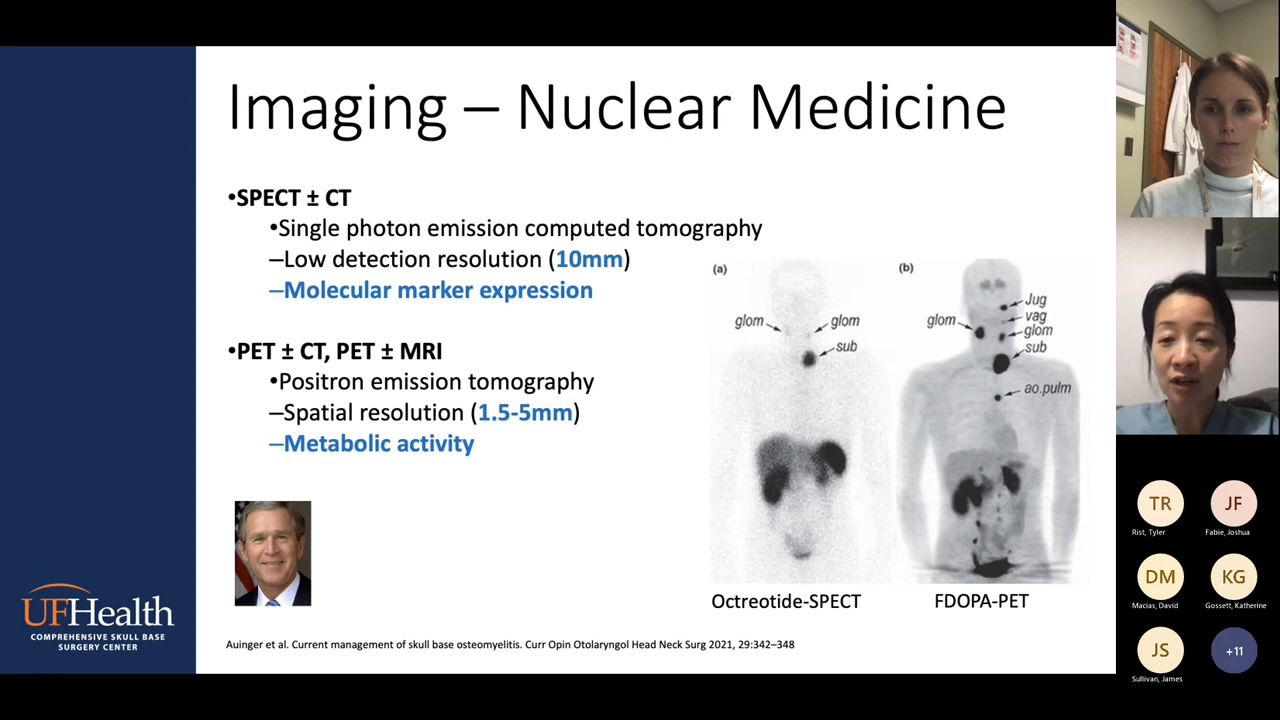 Imaging – Nuclear Medicine
•SPECT ± CT
•Single photon emission computed tomography
–Low detection resolution (10mm)
–Molecular marker expression
•PET ± CT, PET ± MRI
•Positron emission tomography
–Spatial resolution (1.5-5mm)
–Metabolic activity
(a)
glom
glom
sub
(b)
Jug
vag
glom
glom
sub
ao.pulm
Octreotide-SPECT
FDOPA-PET
UFHealth
COMPREHENSIVE SKULL BASE
SURGERY CENTER
Auinger et al. Current management of skull base osteomyelitis. Curr Opin Otolaryngol Head Neck Surg 2021, 29:342–348
TR
Rist, Tyler
JF
Fabie, Joshua
DM
Macias, David
KG
Gossett, Katherine
JS
Sullivan, James
+11